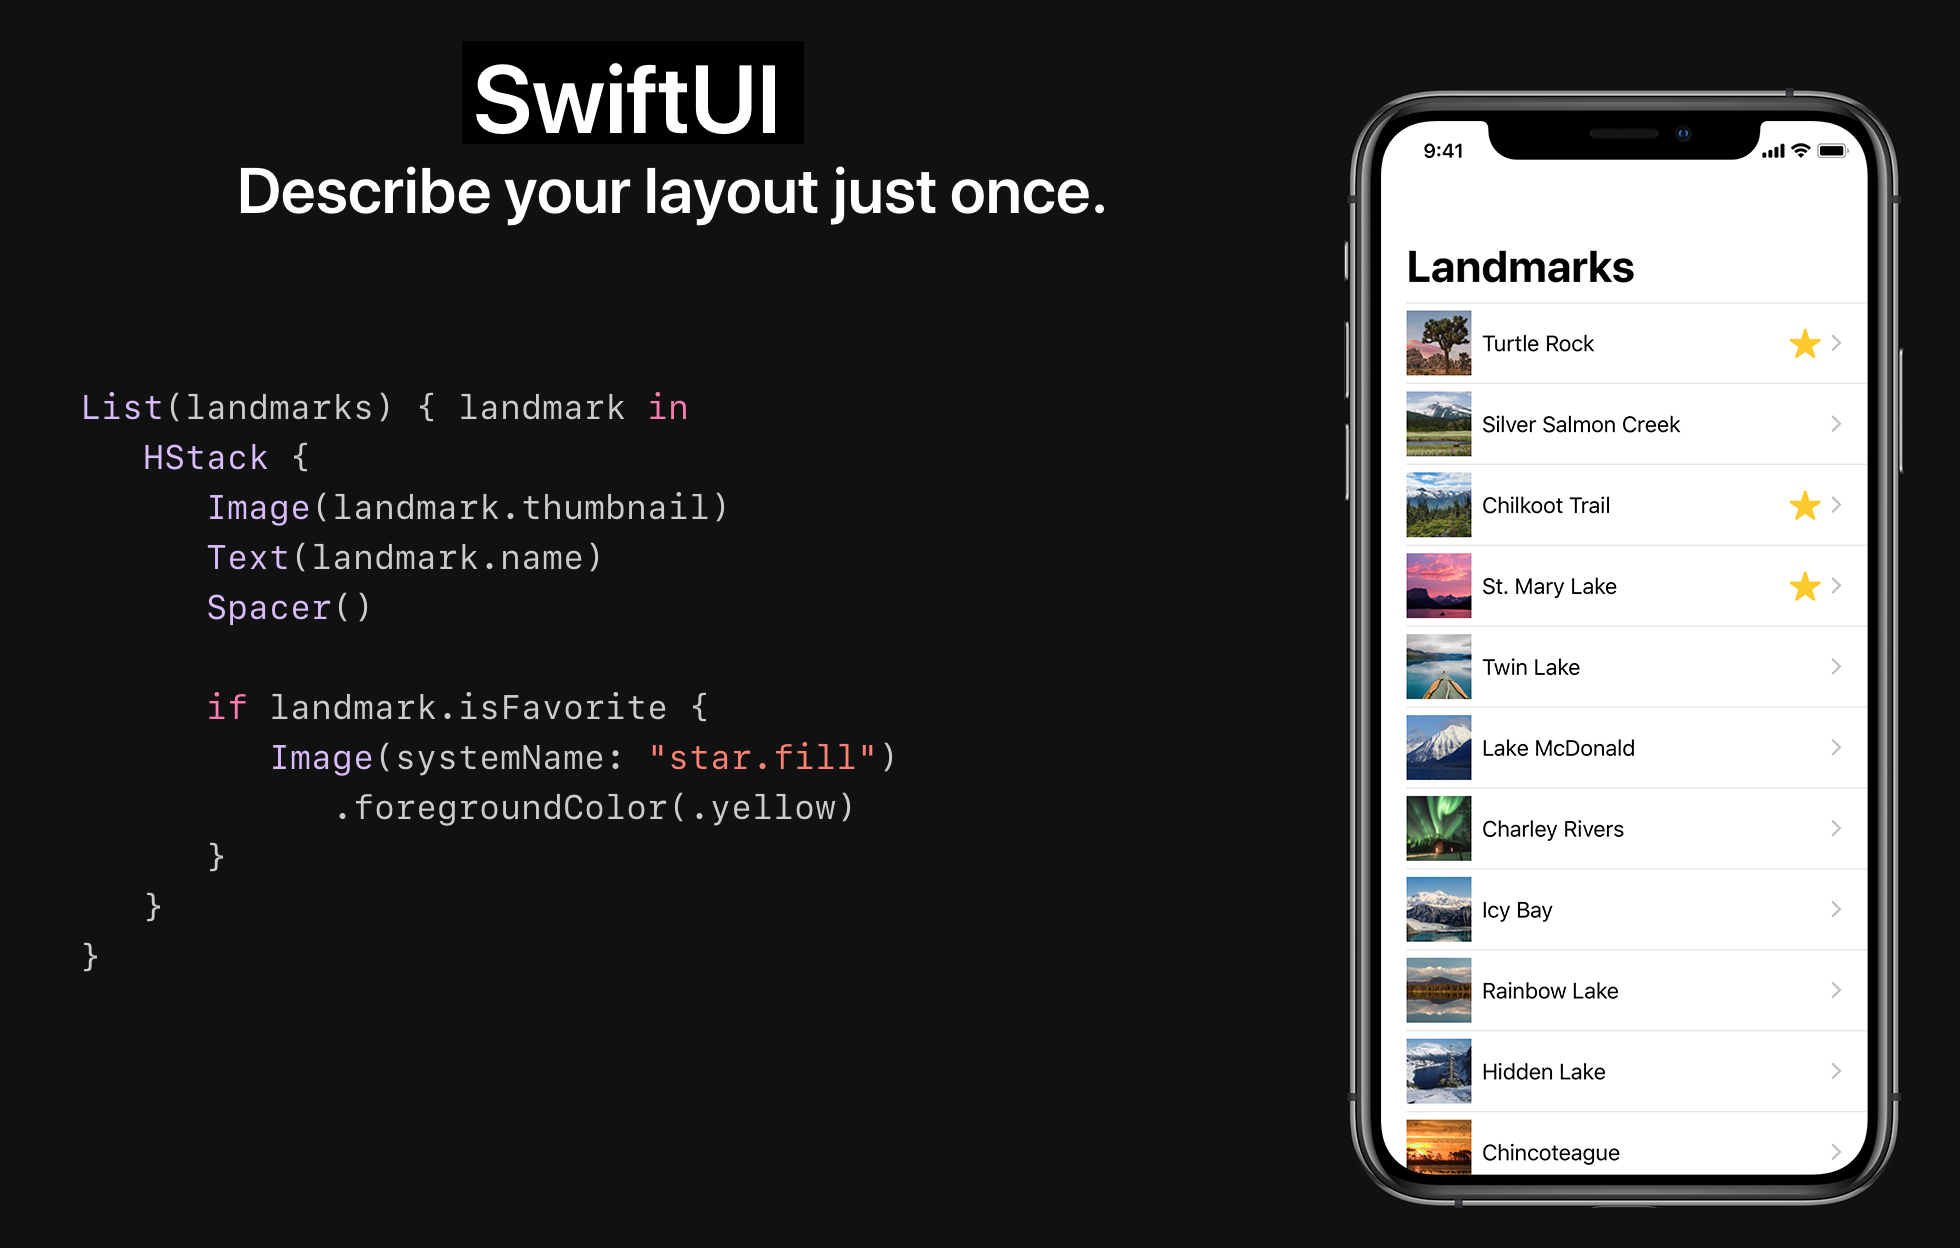 SwiftUI
Describe your layout just once.
List(landmarks) { landmark in
HStack {
Image(landmark.thumbnail)
Text(landmark.name)
Spacer()
if landmark.isFavorite {
Image(systemName: "star.fill")
.foregroundColor(.yellow)
}
}
}
9:41
Landmarks
Turtle Rock
Silver Salmon Creek
Chilkoot Trail
St. Mary Lake
Twin Lake
Lake McDonald
Charley Rivers
Icy Bay
Rainbow Lake
Hidden Lake
Chincoteague